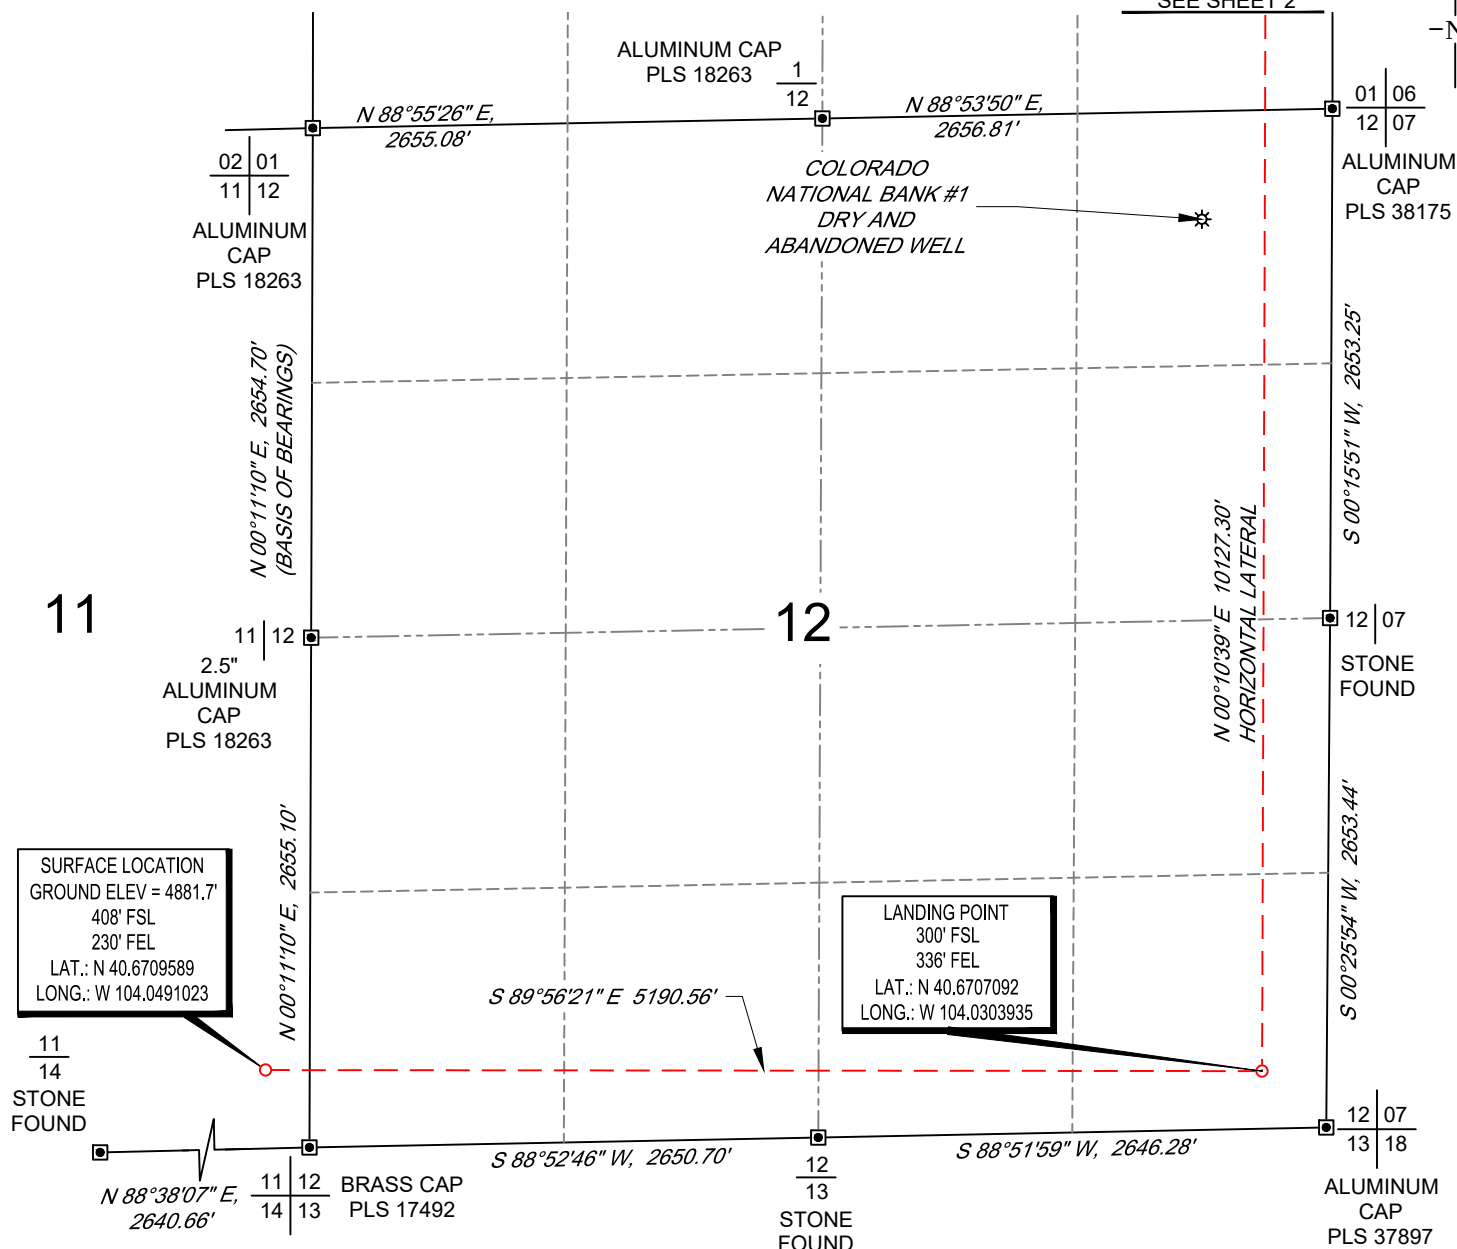 SEE SHEET 2
ALUMINUM CAP
PLS 18263
1
12
N 88°55'26" E,
2655.08'
N 88°53'50" E,
2656.81'
01 06
12 07
ALUMINUM
CAP
PLS 38175
02 01
11 12
ALUMINUM
CAP
PLS 18263
COLORADO
NATIONAL BANK #1
DRY AND
ABANDONED WELL
N 00°11'10" E, 2654.70'
(BASIS OF BEARINGS)
S 00°15'51" W, 2653.25'
N 00°10'39" E 10127.30'
HORIZONTAL LATERAL
11
12
11 12
2.5"
ALUMINUM
CAP
PLS 18263
12 07
STONE
FOUND
N 00°11'10" E, 2655.10'
S 00°25'54" W, 2653.44'
SURFACE LOCATION
GROUND ELEV = 4881.7'
408' FSL
230' FEL
LAT.: N 40.6709589
LONG.: W 104.0491023
LANDING POINT
300' FSL
336' FEL
LAT.: N 40.6707092
LONG.: W 104.0303935
S 89°56'21" E 5190.56'
11
14
STONE
FOUND
N 88°38'07" E,
2640.66'
11 12
14 13
BRASS CAP
PLS 17492
S 88°52'46" W, 2650.70'
12
13
STONE
FOUND
S 88°51'59" W, 2646.28'
12 07
13 18
ALUMINUM
CAP
PLS 37897